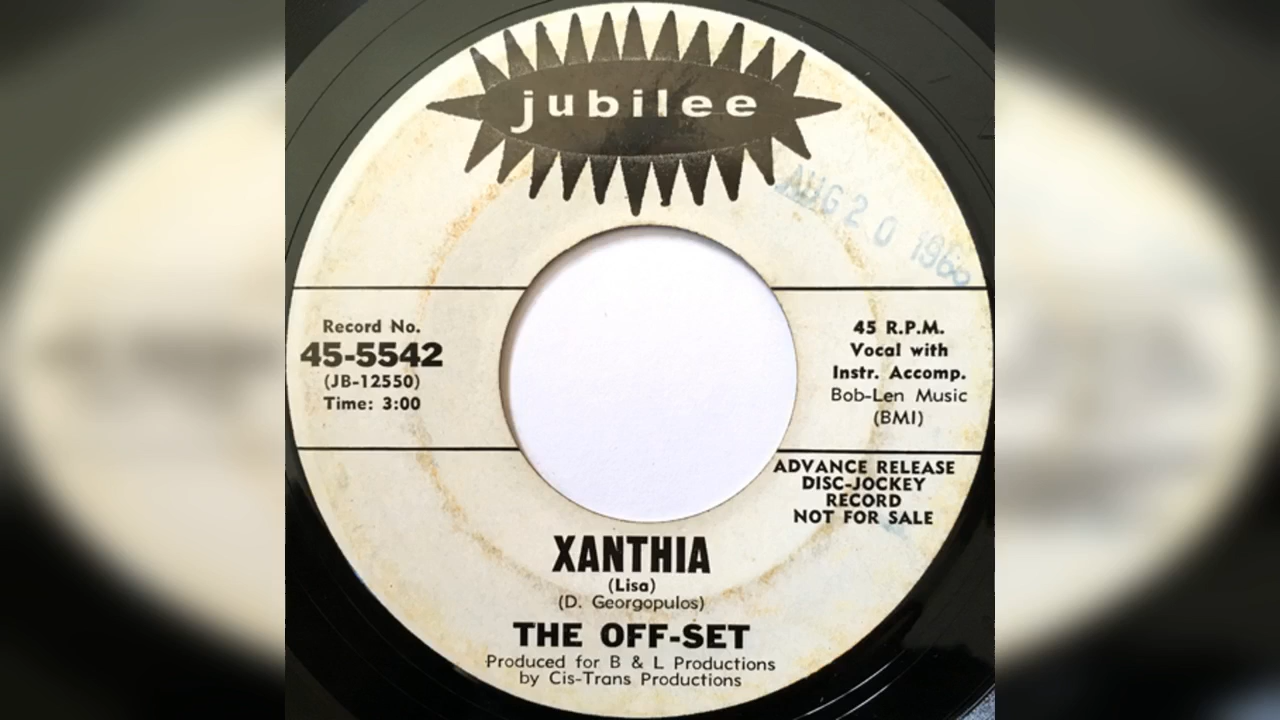 jubilee
AUG 20 1966
Record No.
45-5542
(JB-12550)
Time: 3:00
45 R.P.M.
Vocal with
Instr. Accomp.
Bob-Len Music
(BMI)
ADVANCE RELEASE
DISC-JOCKEY
RECORD
NOT FOR SALE
XANTHIA
(Lisa)
(D. Georgopulos)
THE OFF-SET
Produced for B & L Productions
by Cis-Trans Productions